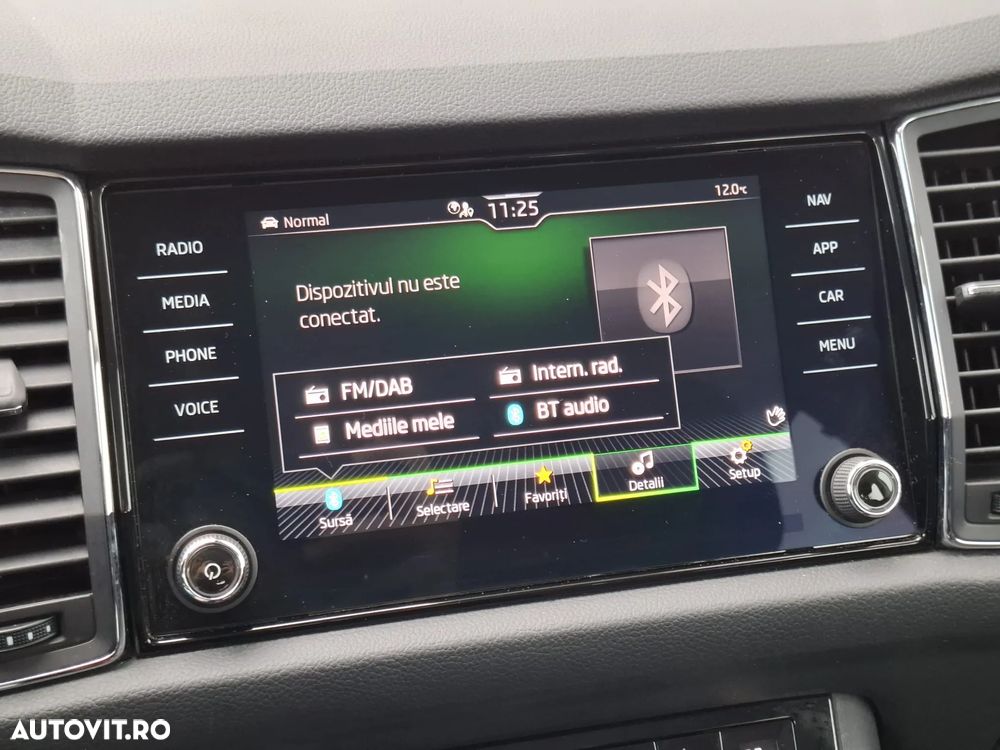 RADIO
MEDIA
PHONE
VOICE
Normal
11:25
12.0°C
Dispozitivul nu este
conectat.
FM/DAB
Intern. rad.
Mediile mele
BT audio
Sursă
Selectare
Favoriți
Detalii
Setup
NAV
APP
CAR
MENU
AUTOVIT.RO